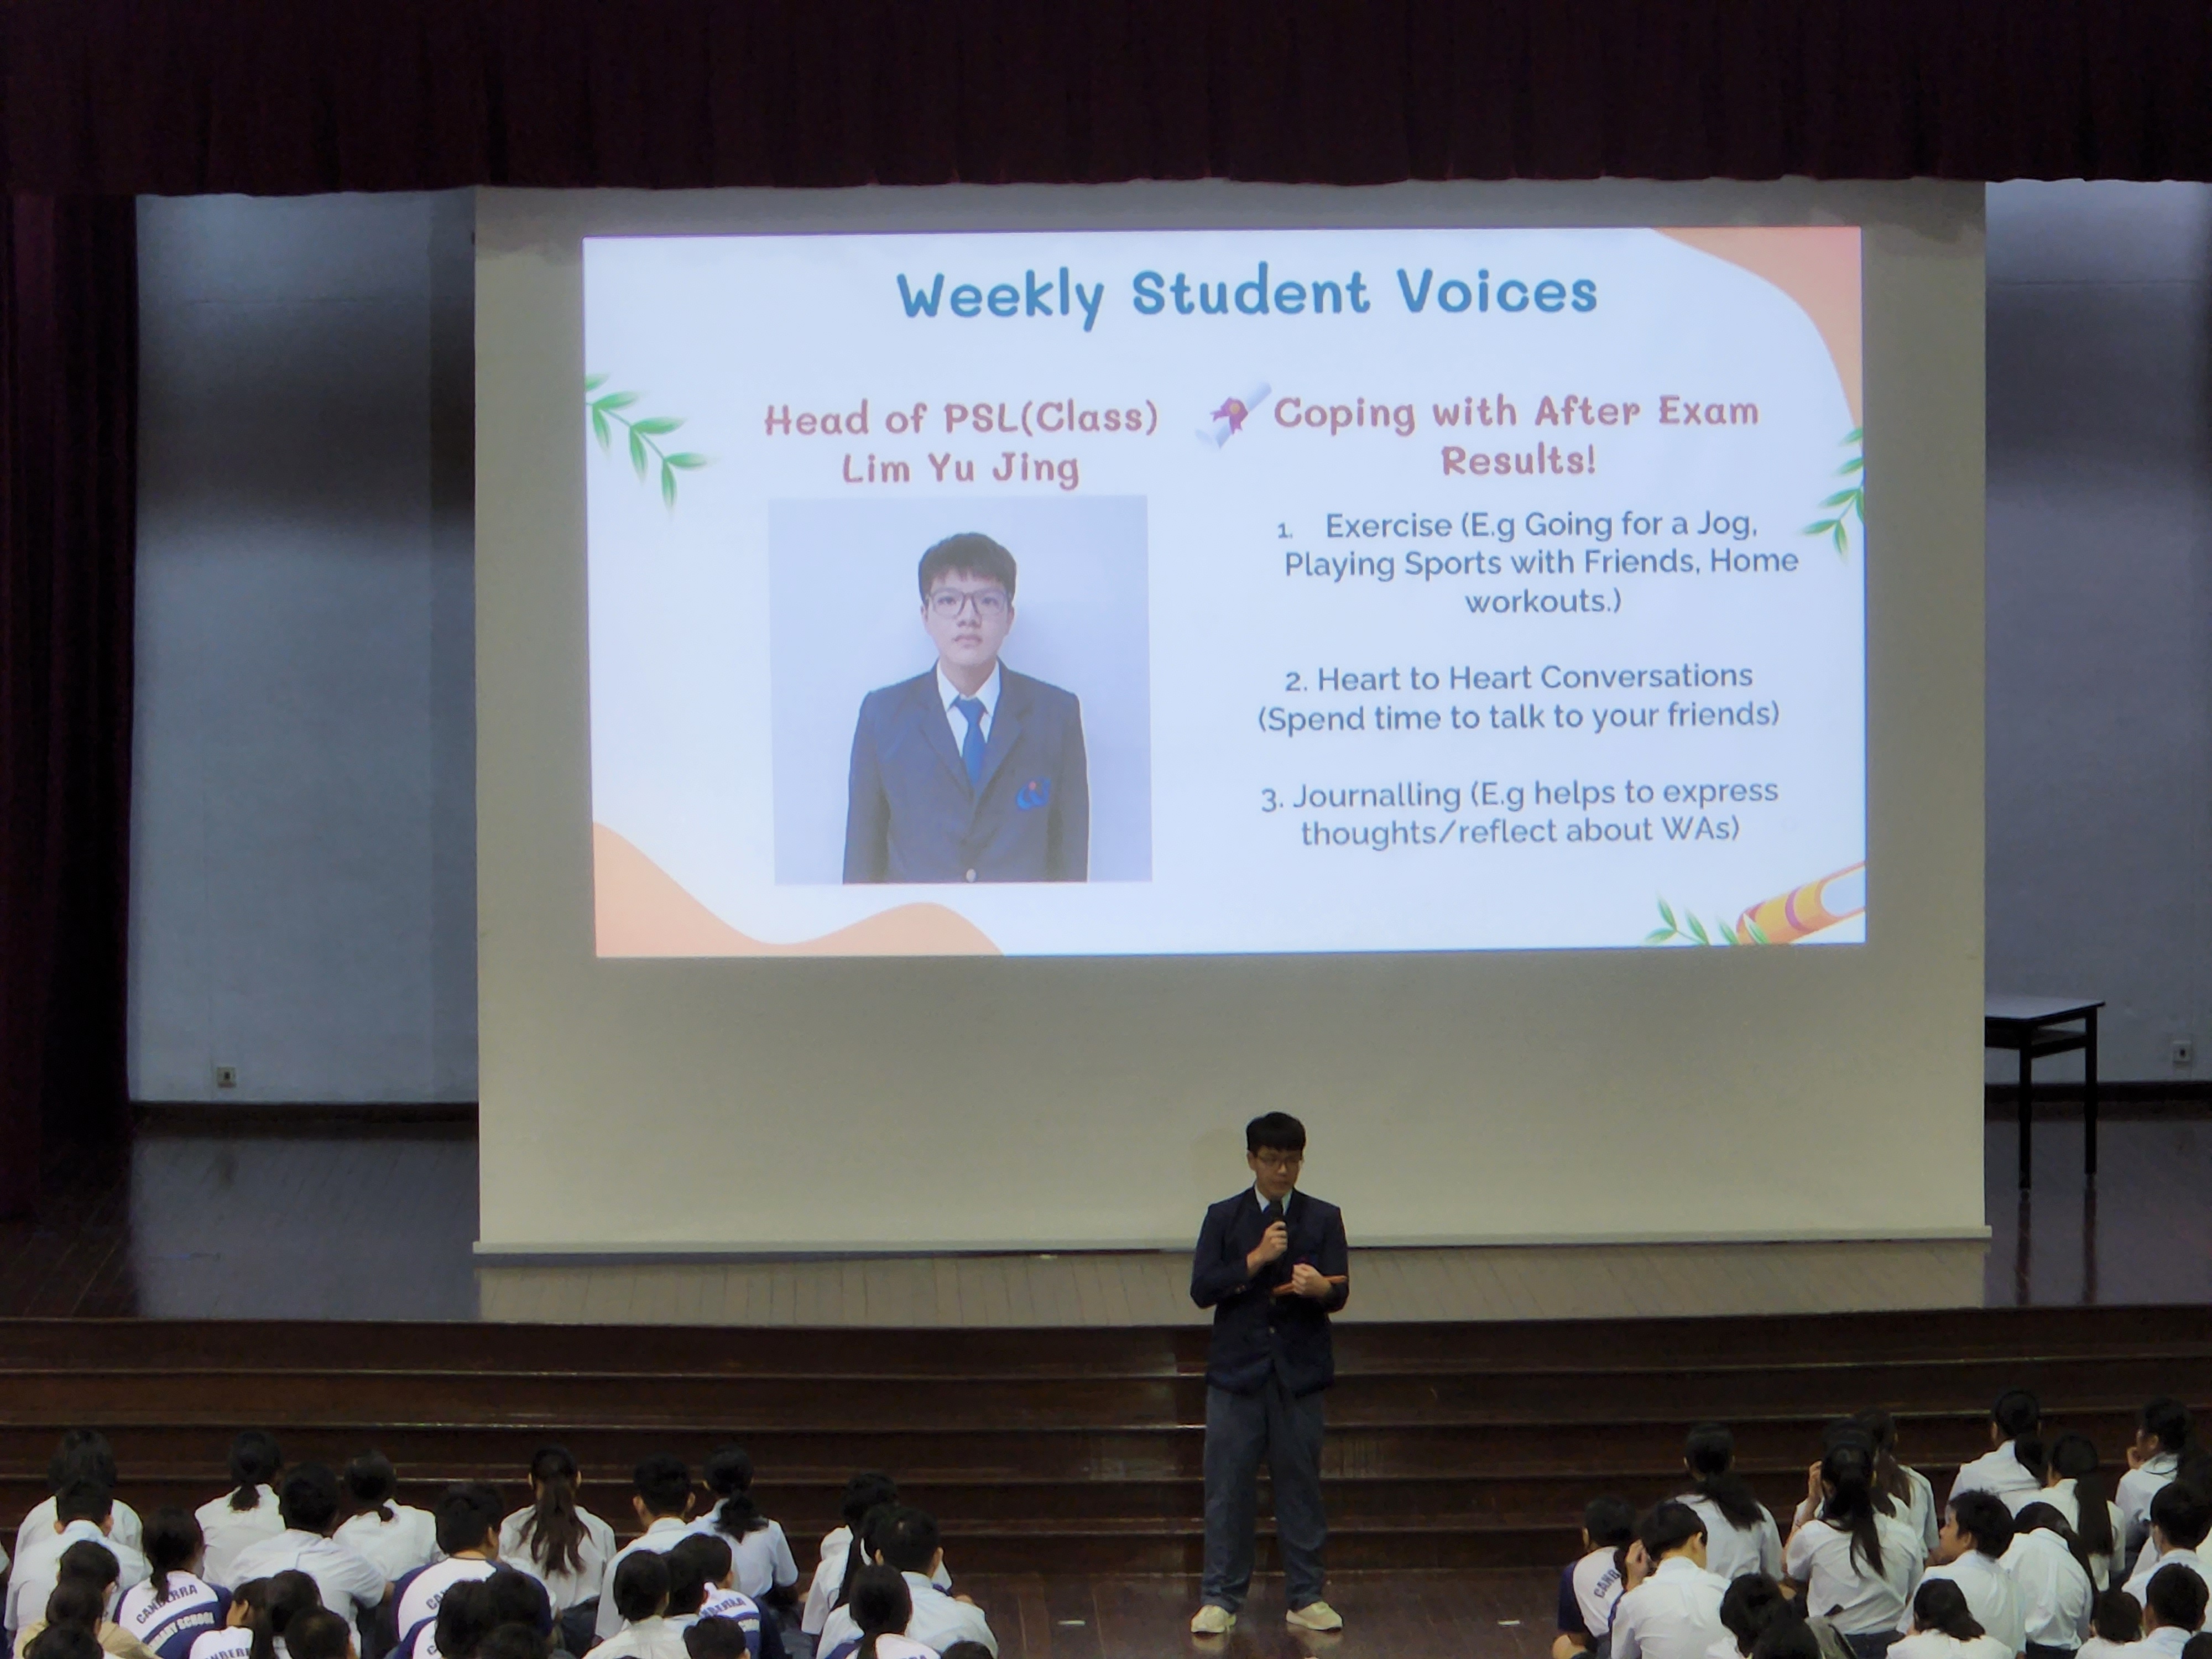 Weekly Student Voices
Head of PSL(Class)
Lim Yu Jing
Coping with After Exam
Results!
1. Exercise (E.g Going for a Jog,
Playing Sports with Friends, Home
workouts.)
2. Heart to Heart Conversations
(Spend time to talk to your friends)
3. Journalling (E.g helps to express
thoughts/reflect about WAs)
CANBERRA
SCHOOL